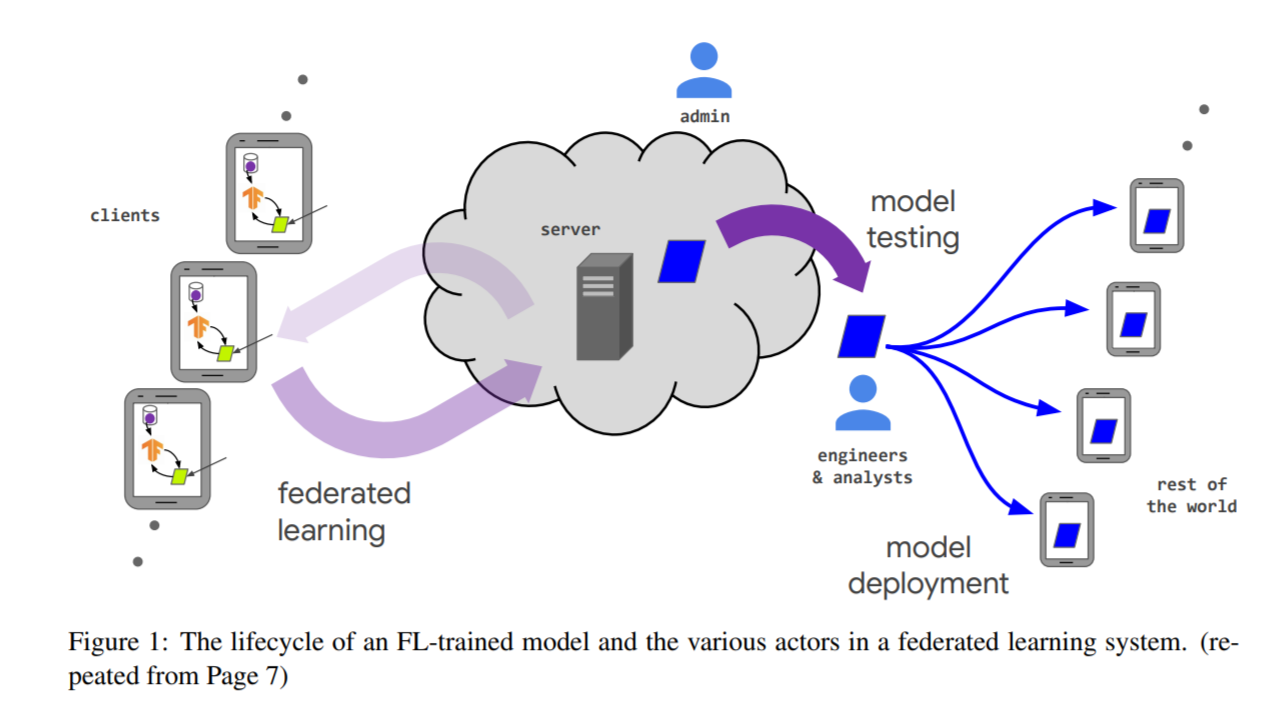 admin
clients
model
testing
server
engineers
& analysts
federated
learning
rest of
the world
model
deployment
Figure 1: The lifecycle of an FL-trained model and the various actors in a federated learning system. (re-
peated from Page 7)